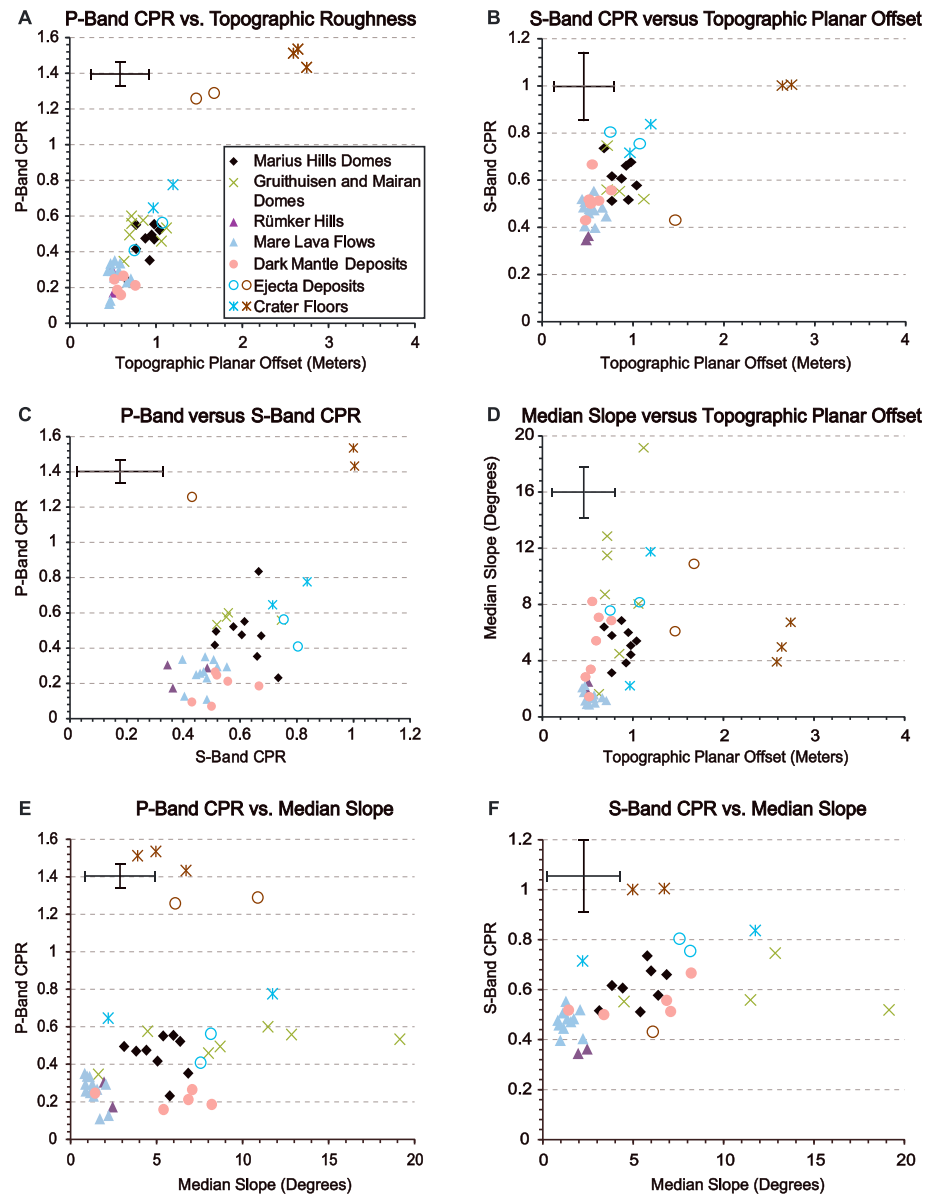 A P-Band CPR vs. Topographic Roughness
1.6
1.4
1.2
1
0.8
0.6
0.4
0.2
0
P-Band CPR
0 1 2 3 4
Topographic Planar Offset (Meters)
Marius Hills Domes
Gruithuisen and Mairan
Domes
Rümker Hills
Mare Lava Flows
Dark Mantle Deposits
Ejecta Deposits
Crater Floors
B S-Band CPR versus Topographic Planar Offset
1.2
1
0.8
0.6
0.4
0.2
0
S-Band CPR
0 1 2 3 4
Topographic Planar Offset (Meters)
C P-Band versus S-Band CPR
1.6
1.4
1.2
1
0.8
0.6
0.4
0.2
0
P-Band CPR
0 0.2 0.4 0.6 0.8 1 1.2
S-Band CPR
D Median Slope versus Topographic Planar Offset
20
16
12
8
4
0
Median Slope (Degrees)
0 1 2 3 4
Topographic Planar Offset (Meters)
E P-Band CPR vs. Median Slope
1.6
1.4
1.2
1
0.8
0.6
0.4
0.2
0
P-Band CPR
0 5 10 15 20
Median Slope (Degrees)
F S-Band CPR vs. Median Slope
1.2
1
0.8
0.6
0.4
0.2
0
S-Band CPR
0 5 10 15 20
Median Slope (Degrees)